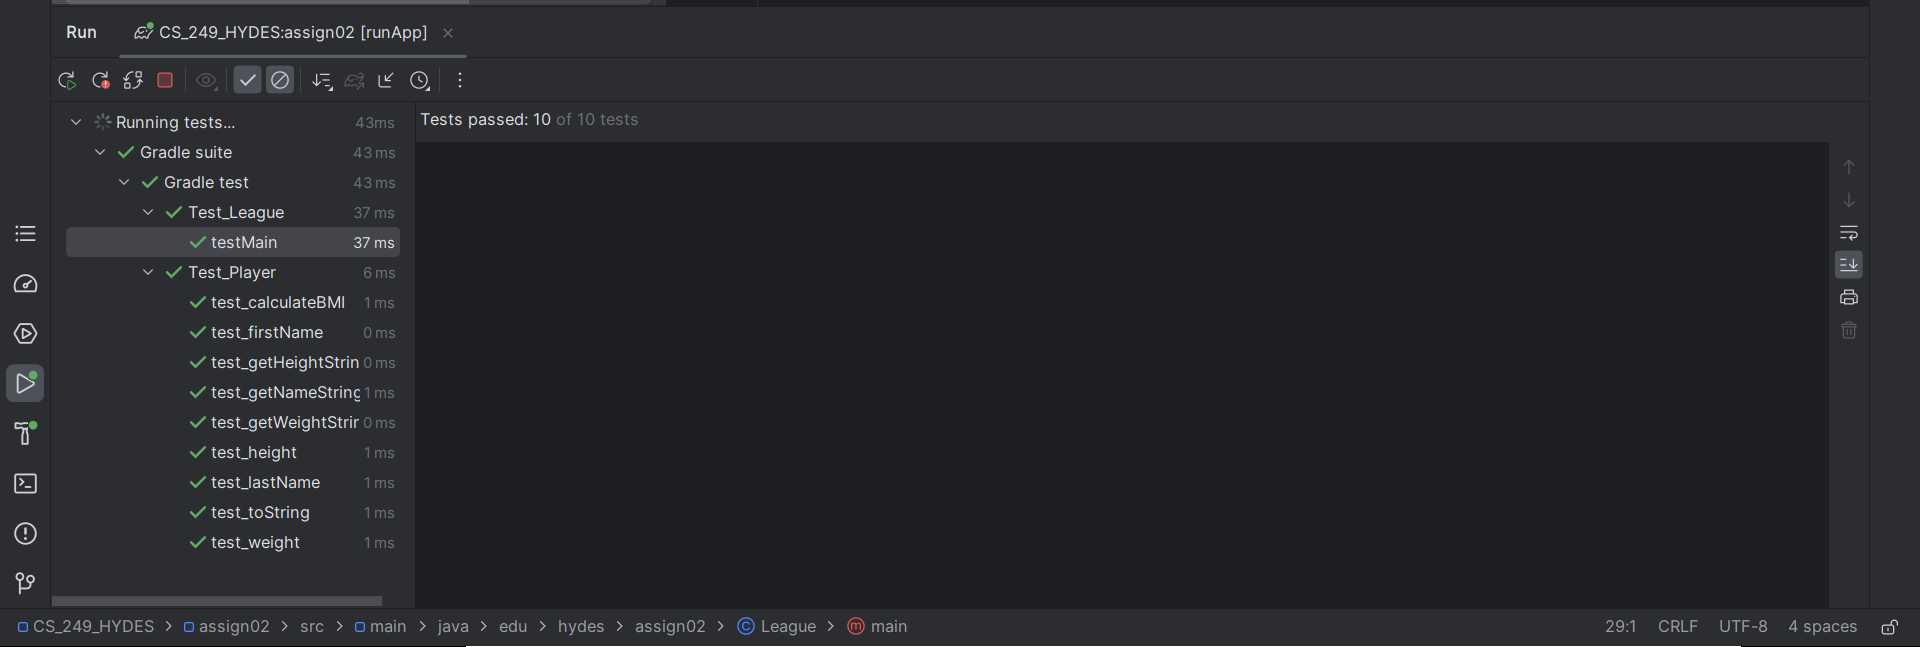 Run CS_249_HYDES:assign02 [runApp]
Running tests... 43ms
Tests passed: 10 of 10 tests
Gradle suite 43 ms
Gradle test 43 ms
Test_League 37 ms
testMain 37 ms
Test_Player 6 ms
test_calculateBMI 1 ms
test_firstName 0 ms
test_getHeightStrin 0 ms
test_getNameString 1 ms
test_getWeightStrin 0 ms
test_height 1 ms
test_lastName 1 ms
test_toString 1 ms
test_weight 1 ms
CS_249_HYDES > assign02 > src > main > java > edu > hydes > assign02 > League > main 29:1 CRLF UTF-8 4 spaces